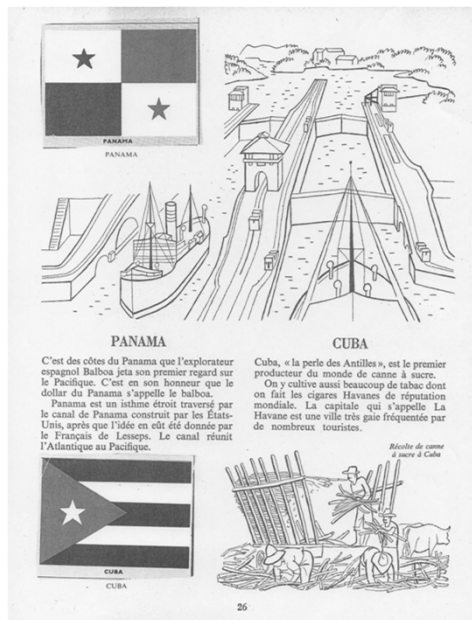 PANAMA
PANAMA
PANAMA
C'est des côtes du Panama que l'explorateur
espagnol Balboa jeta son premier regard sur
le Pacifique. C'est en son honneur que le
dollar du Panama s'appelle le balboa.
Panama est un isthme étroit traversé par
le canal de Panama construit par les États-
Unis, après que l'idée en eût été donnée par
le Français de Lesseps. Le canal réunit
l'Atlantique au Pacifique.
CUBA
Cuba, « la perle des Antilles », est le premier
producteur du monde de canne à sucre.
On y cultive aussi beaucoup de tabac dont
on fait les cigares Havanes de réputation
mondiale. La capitale qui s'appelle La
Havane est une ville très gaie fréquentée par
de nombreux touristes.
Récolte de canne
à sucre à Cuba
CUBA
CUBA
26